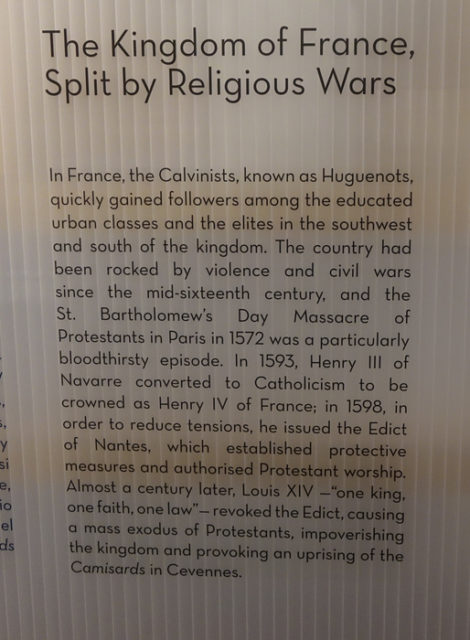 The Kingdom of France,
Split by Religious Wars
In France, the Calvinists, known as Huguenots,
quickly gained followers among the educated
urban classes and the elites in the southwest
and south of the kingdom. The country had
been rocked by violence and civil wars
since the mid-sixteenth century, and the
St. Bartholomew's Day Massacre of
Protestants in Paris in 1572 was a particularly
bloodthirsty episode. In 1593, Henry III of
Navarre converted to Catholicism to be
crowned as Henry IV of France; in 1598, in
order to reduce tensions, he issued the Edict
of Nantes, which established protective
measures and authorised Protestant worship.
Almost a century later, Louis XIV —“one king,
one faith, one law”— revoked the Edict, causing
a mass exodus of Protestants, impoverishing
the kingdom and provoking an uprising of the
Camisards in Cevennes.